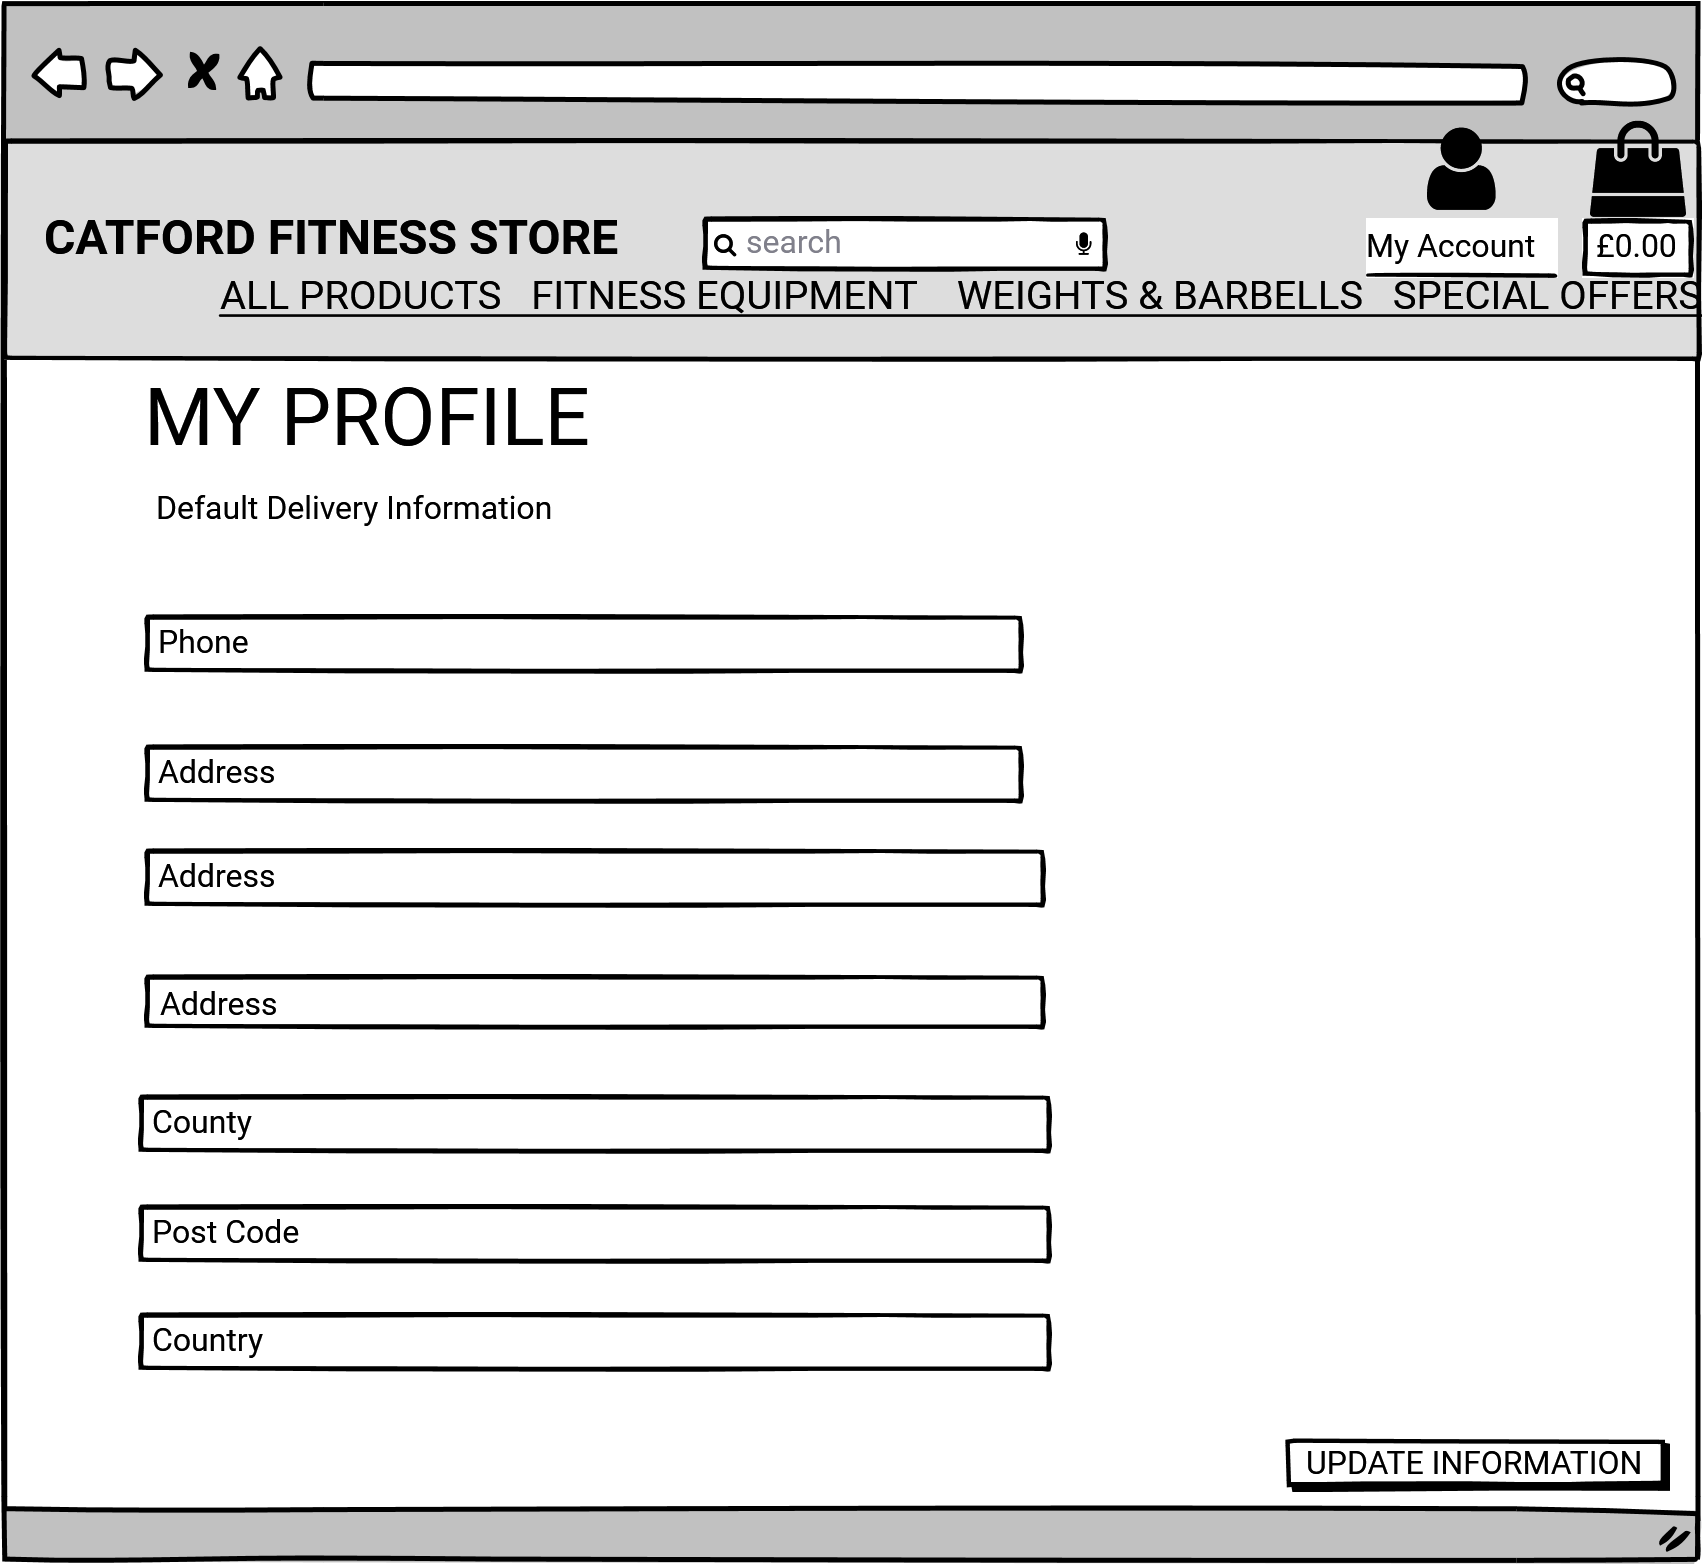 CATFORD FITNESS STORE
search
My Account
£0.00
ALL PRODUCTS FITNESS EQUIPMENT WEIGHTS & BARBELLS SPECIAL OFFERS
MY PROFILE
Default Delivery Information
Phone
Address
Address
Address
County
Post Code
Country
UPDATE INFORMATION